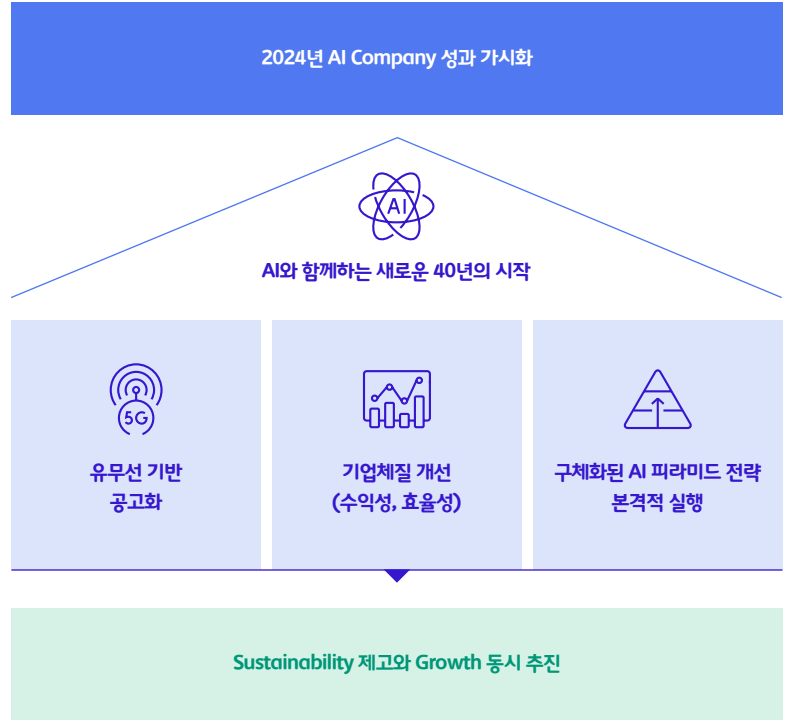 2024년 AI Company 성과 가시화
AI
AI와 함께하는 새로운 40년의 시작
5G
유무선 기반
공고화
기업체질 개선
(수익성, 효율성)
구체화된 AI 피라미드 전략
본격적 실행
Sustainability 제고와 Growth 동시 추진